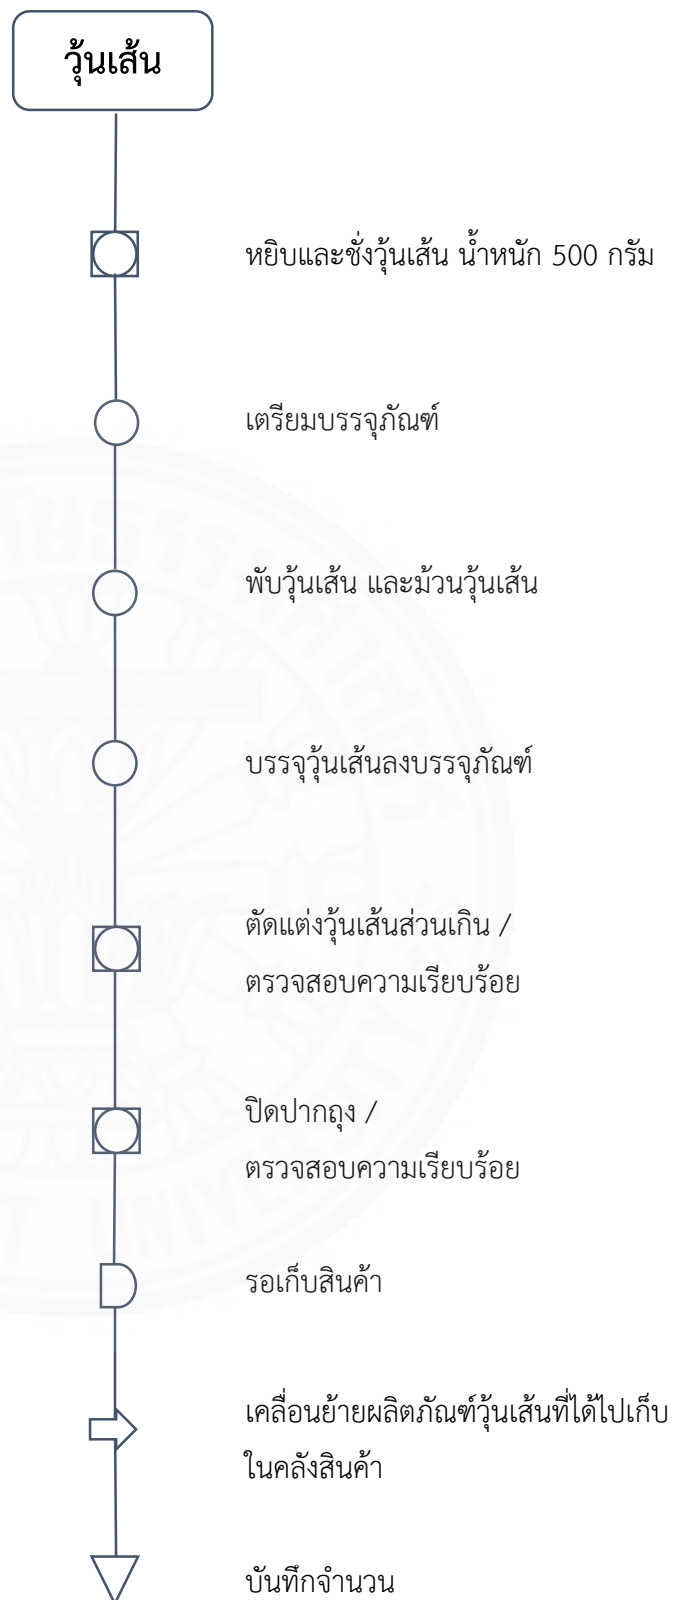 วุ้นเส้น
หยิบและชั่งวุ้นเส้น น้ำหนัก 500 กรัม
เตรียมบรรจุภัณฑ์
พับวุ้นเส้น และม้วนวุ้นเส้น
บรรจุวุ้นเส้นลงบรรจุภัณฑ์
ตัดแต่งวุ้นเส้นส่วนเกิน /
ตรวจสอบความเรียบร้อย
ปิดปากถุง /
ตรวจสอบความเรียบร้อย
รอเก็บสินค้า
เคลื่อนย้ายผลิตภัณฑ์วุ้นเส้นที่ได้ไปเก็บ
ในคลังสินค้า
บันทึกจำนวน